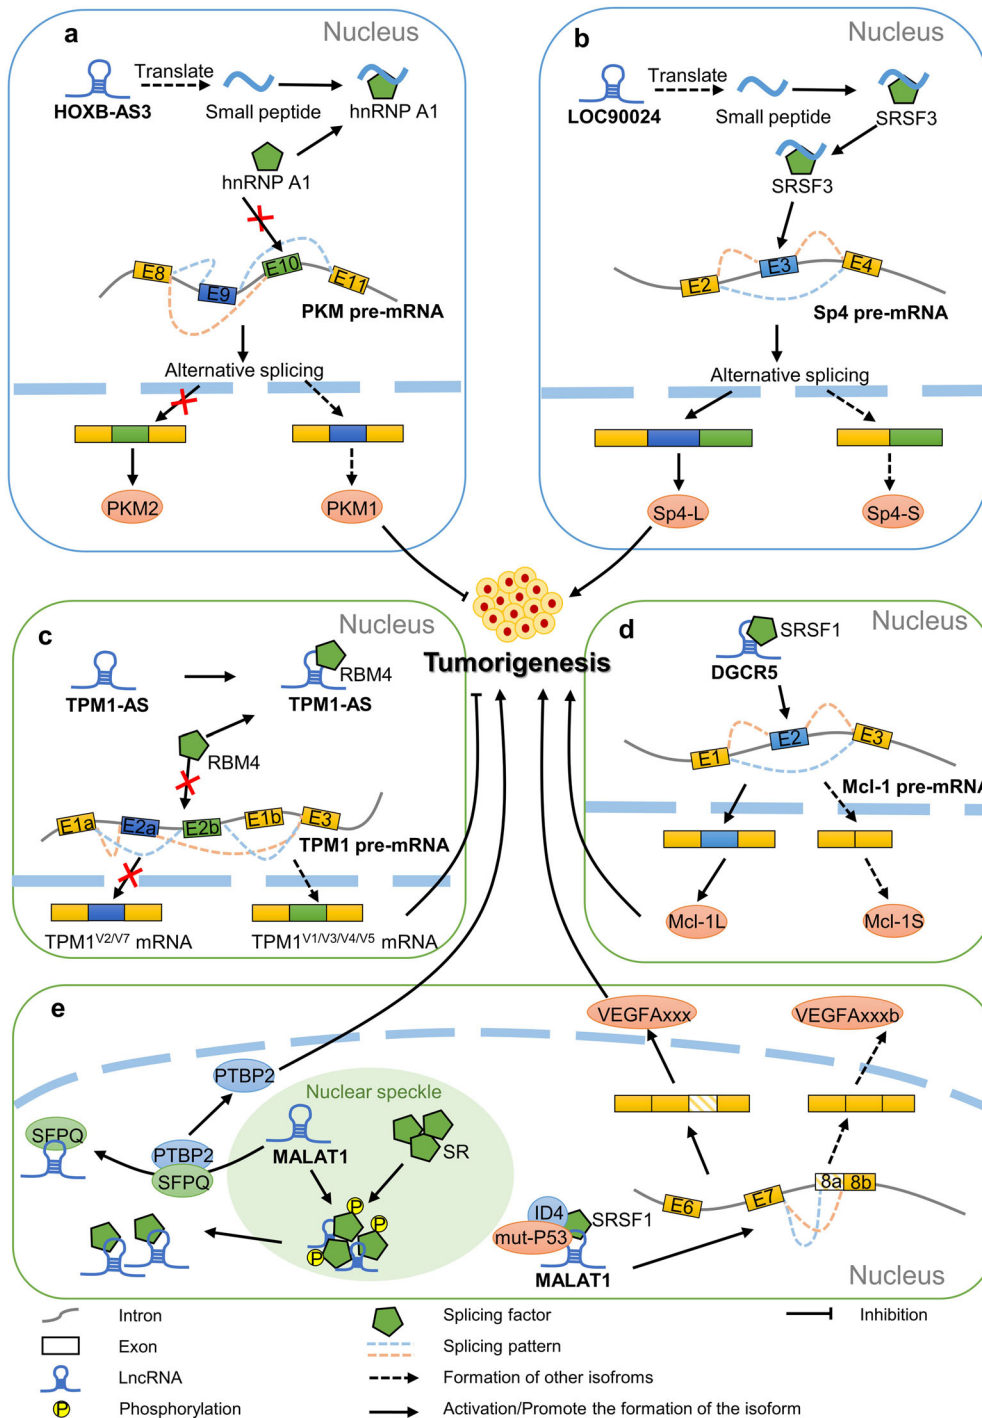 a
Nucleus
Translate
HOXB-AS3
Small peptide
hnRNP A1
hnRNP A1
E8
E9
E10
E11
PKM pre-mRNA
Alternative splicing
PKM2
PKM1
b
Nucleus
Translate
LOC90024
Small peptide
SRSF3
SRSF3
E2
E3
E4
Sp4 pre-mRNA
Alternative splicing
Sp4-L
Sp4-S
Tumorigenesis
c
Nucleus
TPM1-AS
RBM4
TPM1-AS
RBM4
E1a
E2a
E2b
E1b
E3
TPM1 pre-mRNA
TPM1V2/V7 mRNA
TPM1V1/V3/V4/V5 mRNA
d
Nucleus
SRSF1
DGCR5
E1
E2
E3
Mcl-1 pre-mRNA
Mcl-1L
Mcl-1S
e
VEGFAxxx
VEGFAxxxb
PTBP2
Nuclear speckle
SFPQ
PTBP2
SFPQ
MALAT1
SR
P
P
P
ID4
mut-P53
SRSF1
MALAT1
E6
E7
8a
8b
Nucleus
Intron
Splicing factor
Inhibition
Exon
Splicing pattern
LncRNA
Formation of other isofroms
P
Phosphorylation
Activation/Promote the formation of the isoform